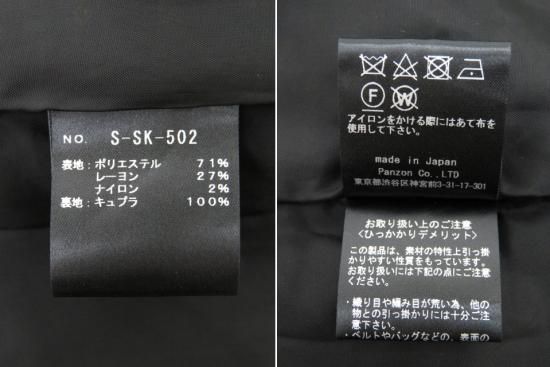 NO. S-SK-502
表地：ポリエステル 71%
レーヨン 27%
ナイロン 2%
裏地：キュプラ 100%
F W
アイロンをかける際にはあて布を
使用して下さい。
made in Japan
Panzon Co.,LTD
東京都渋谷区神宮前3-31-17-301
お取り扱い上のご注意
<ひっかかりデメリット>
この製品は、素材の特性上引っ掛
かりやすい性質をもっています。
お取り扱いには下記の点にご注意
ください。
・織り目や編み目が荒い為、他の
物との引っ掛かりには十分ご注
意下さい。
・ベルトやバッグなどの、表面の